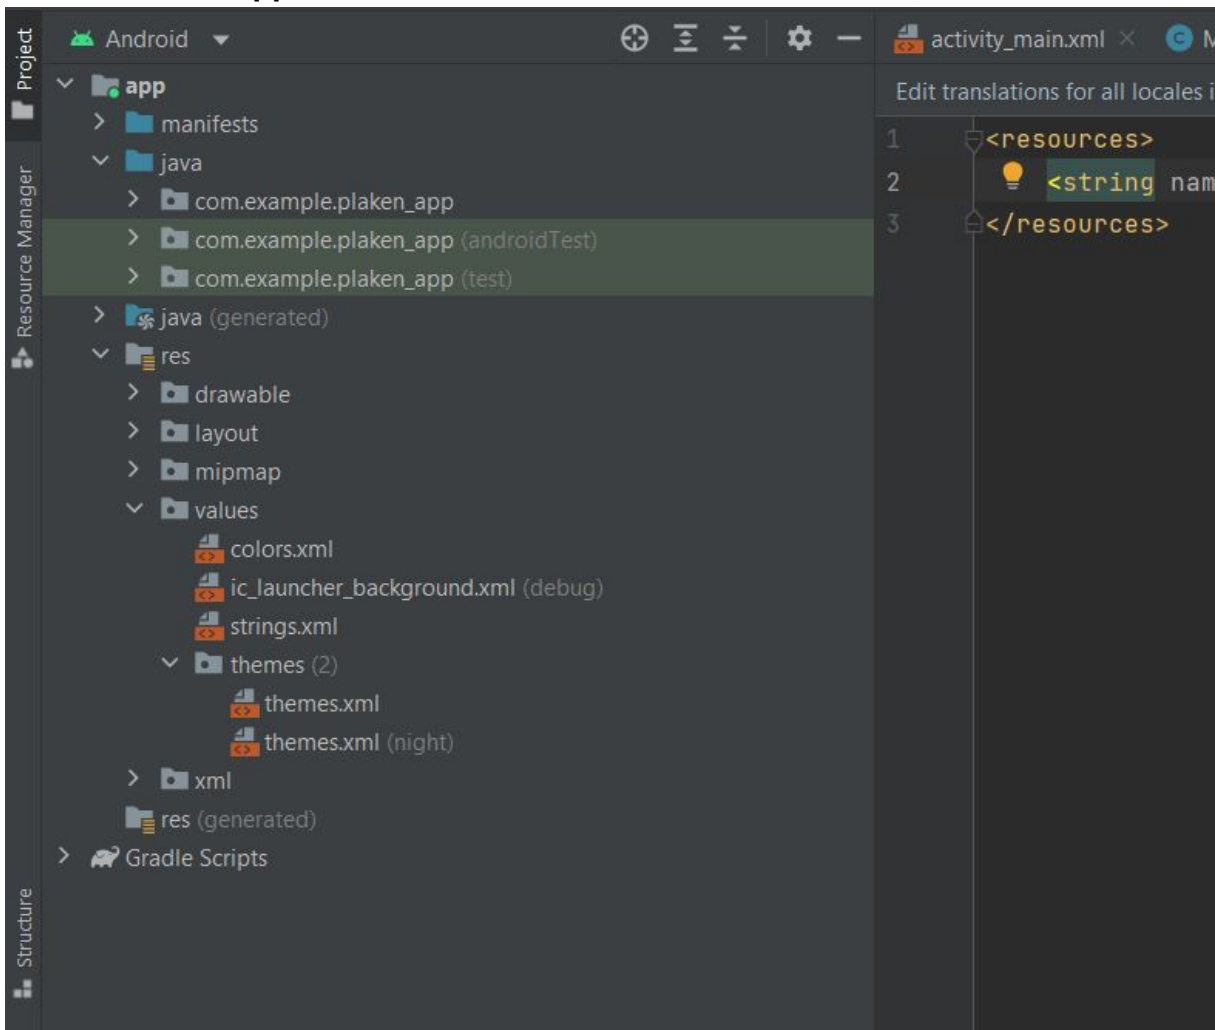 Project
Resource Manager
Structure
Android
app
manifests
java
com.example.plaken_app
com.example.plaken_app (androidTest)
com.example.plaken_app (test)
java (generated)
res
drawable
layout
mipmap
values
colors.xml
ic_launcher_background.xml (debug)
strings.xml
themes (2)
themes.xml
themes.xml (night)
xml
res (generated)
Gradle Scripts
activity_main.xml
C M
Edit translations for all locales i
1 <resources>
2 <string nam
3 </resources>